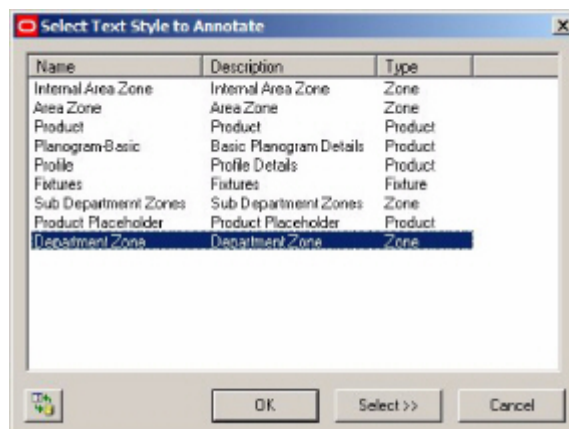 Select Text Style to Annotate
Name Description Type
Internal Area Zone Internal Area Zone Zone
Area Zone Area Zone Zone
Product Product Product
Planogram-Basic Basic Planogram Details Product
Profile Profile Details Product
Fixtures Fixtures Fixture
Sub Departmernt Zones Sub Departmernt Zones Zone
Product Placeholder Product Placeholder Product
Department Zone Department Zone Zone
OK Select >> Cancel